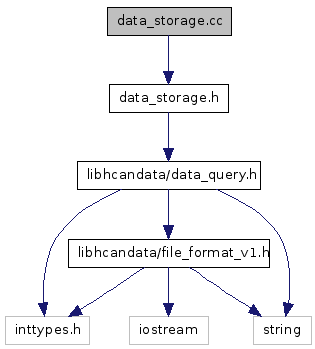 data_storage.cc
data_storage.h
libhcandata/data_query.h
libhcandata/file_format_v1.h
inttypes.h
iostream
string